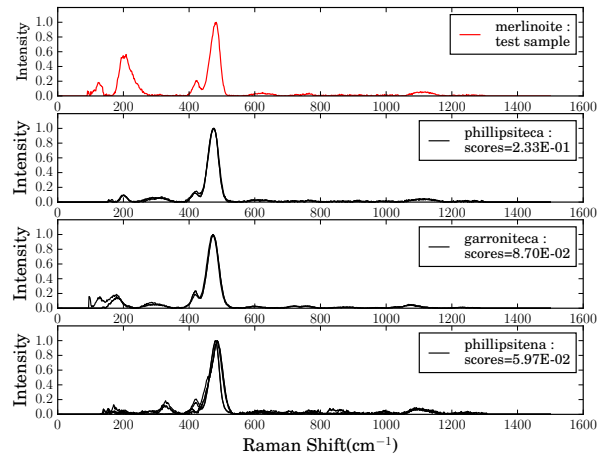 1.0
0.8
0.6
0.4
0.2
0.0
Intensity
merlinoite :
test sample
0 200 400 600 800 1000 1200 1400 1600
1.0
0.8
0.6
0.4
0.2
0.0
Intensity
phillipsiteca :
scores=2.33E-01
0 200 400 600 800 1000 1200 1400 1600
1.0
0.8
0.6
0.4
0.2
0.0
Intensity
garroniteca :
scores=8.70E-02
0 200 400 600 800 1000 1200 1400 1600
1.0
0.8
0.6
0.4
0.2
0.0
Intensity
phillipsitena :
scores=5.97E-02
0 200 400 600 800 1000 1200 1400 1600
Raman Shift(cm⁻¹)